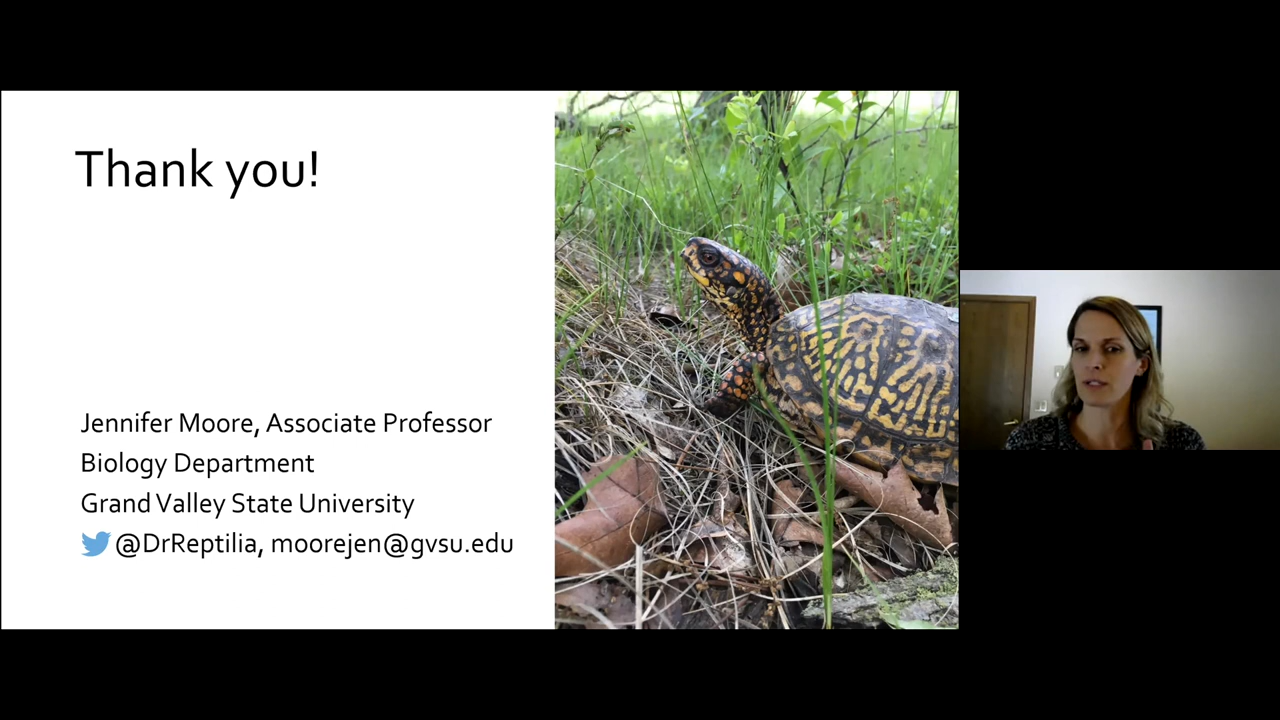 Thank you!
Jennifer Moore, Associate Professor
Biology Department
Grand Valley State University
@DrReptilia, moorejen@gvsu.edu